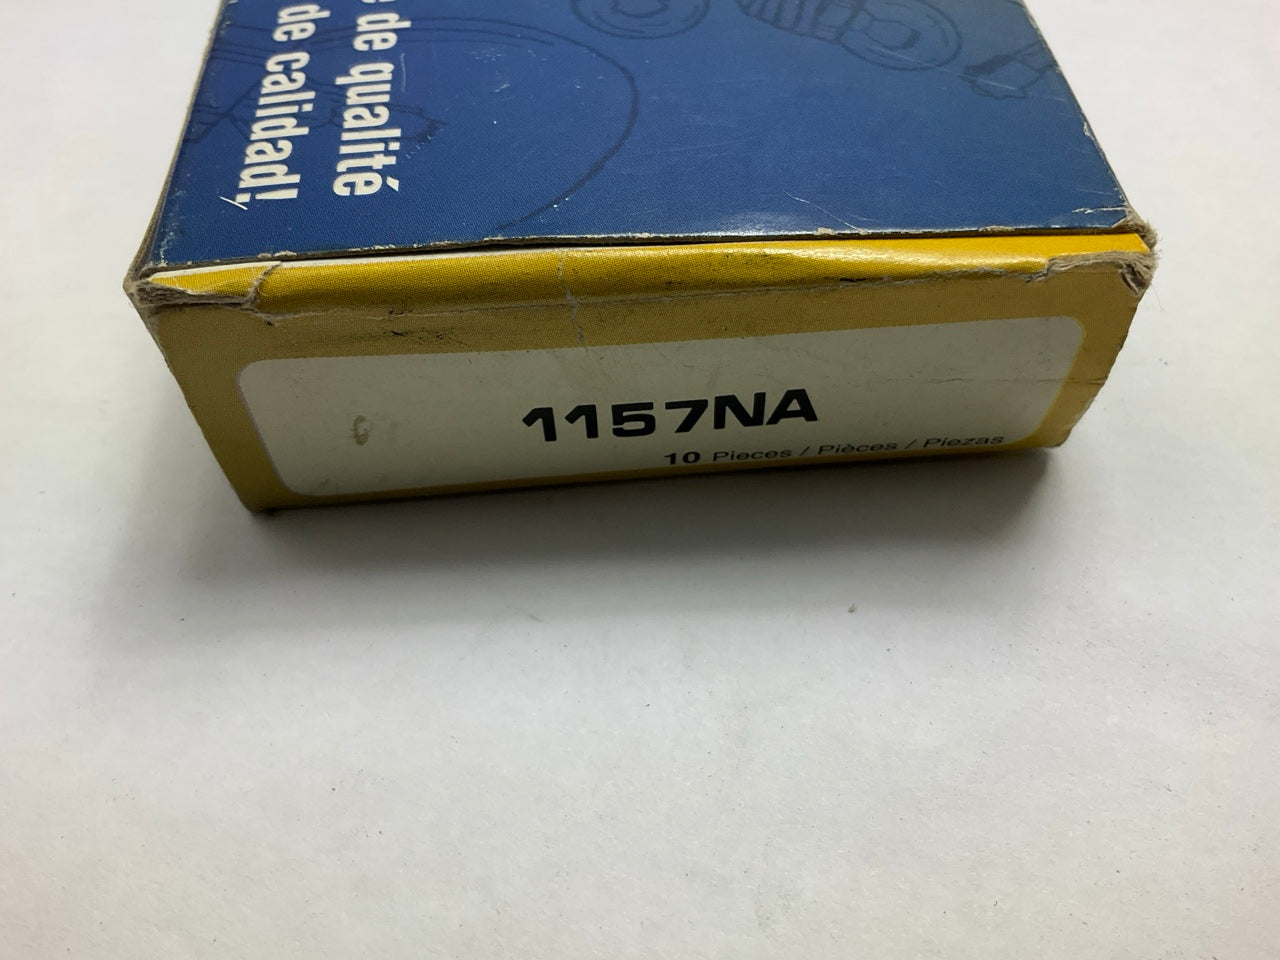 de qualité
de calidad!
1157NA
10 Pieces / Pièces / Piezas